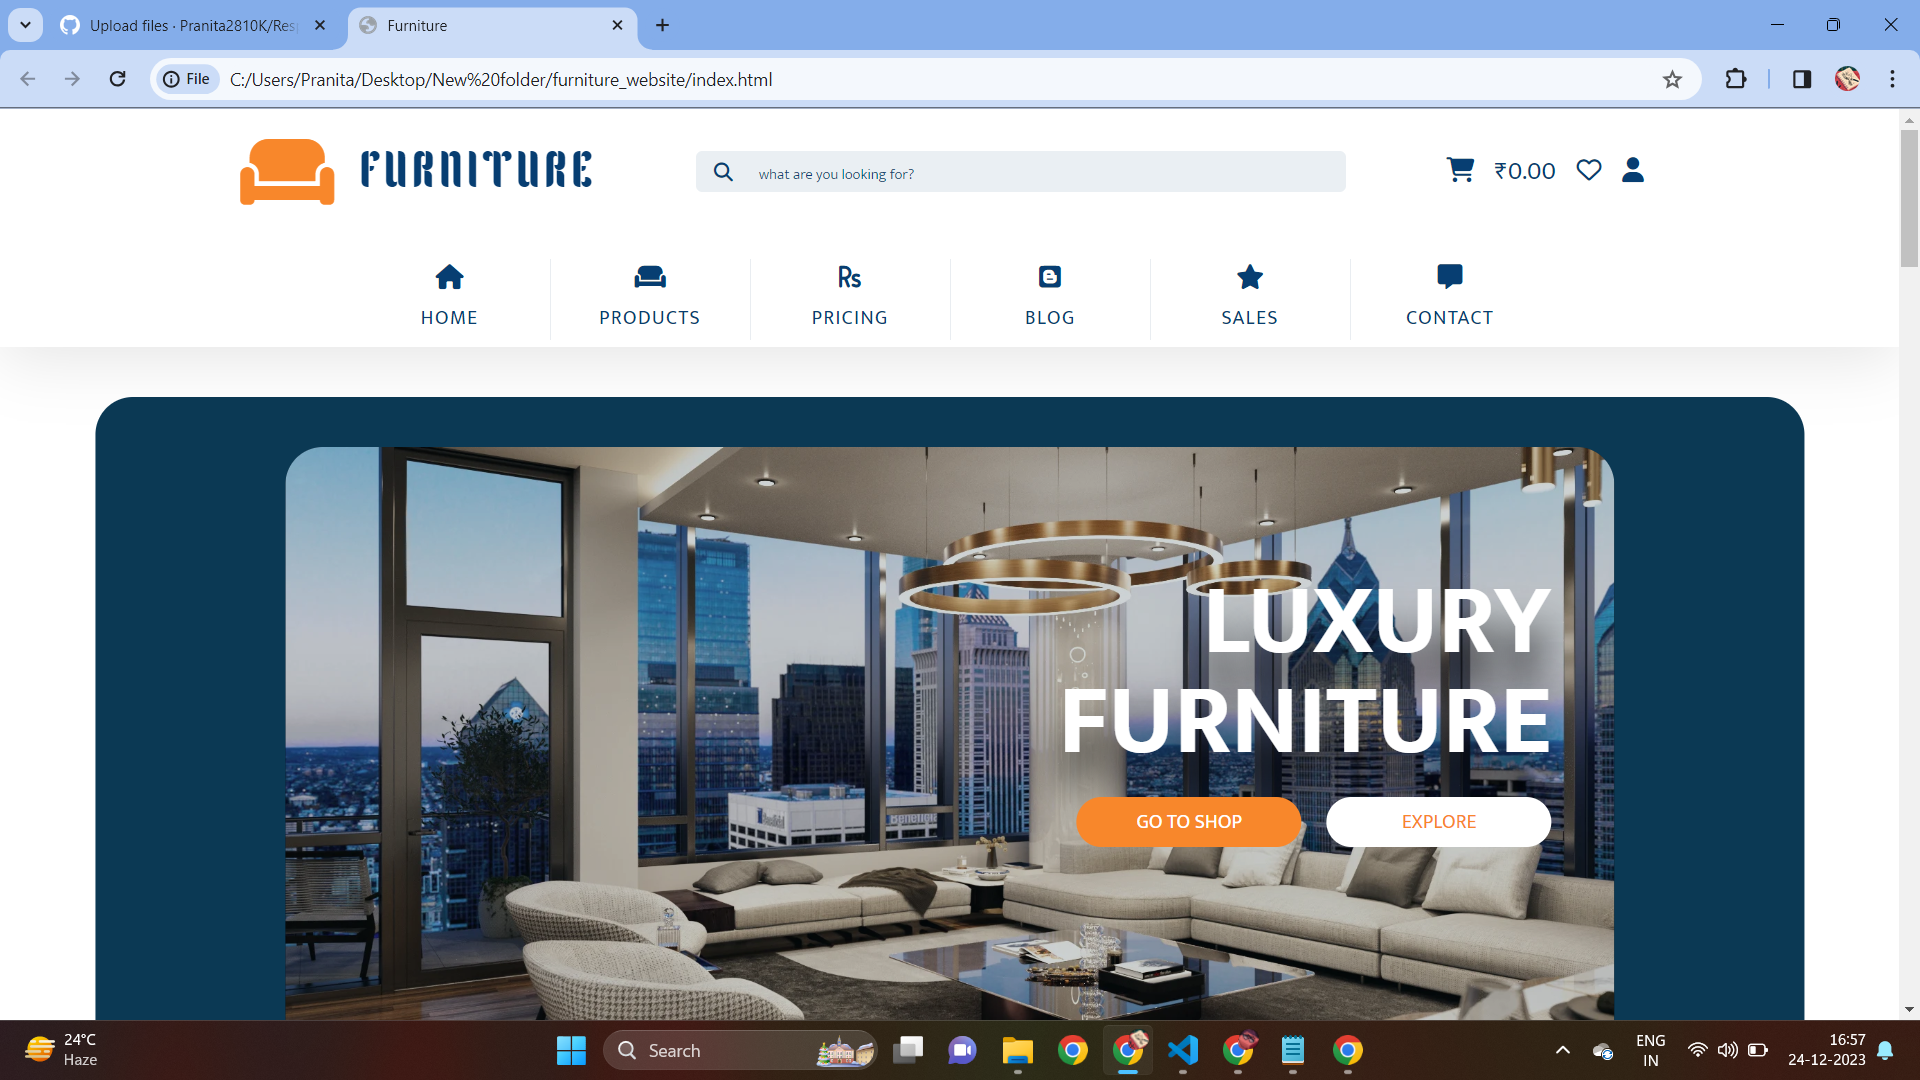 Upload files · Pranita2810K/Res
Furniture
File
C:/Users/Pranita/Desktop/New%20folder/furniture_website/index.html
FURNITURE
what are you looking for?
₹0.00
Rs
HOME
PRODUCTS
PRICING
BLOG
SALES
CONTACT
LUXURY
FURNITURE
GO TO SHOP
EXPLORE
24°C
Haze
Search
ENG
IN
16:57
24-12-2023